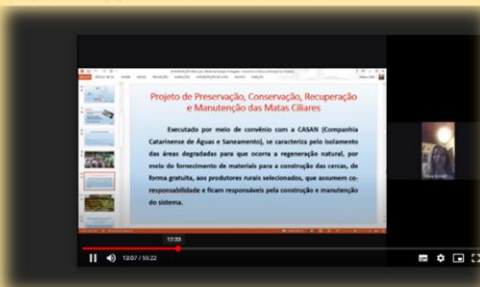 Projeto de Preservação, Conservação, Recuperação
e Manutenção das Matas Ciliares
Executado por meio de convênio com a CASAN (Companhia
Catarinense de Águas e Saneamento), se caracteriza pelo isolamento
das áreas degradadas para que ocorra a regeneração natural, por
meio do fornecimento de materiais para a construção das cercas, de
forma gratuita, aos produtores rurais selecionados, que assumem co-
responsabilidade e ficam responsáveis pela construção e manutenção
do sistema.
13:07 / 55:22